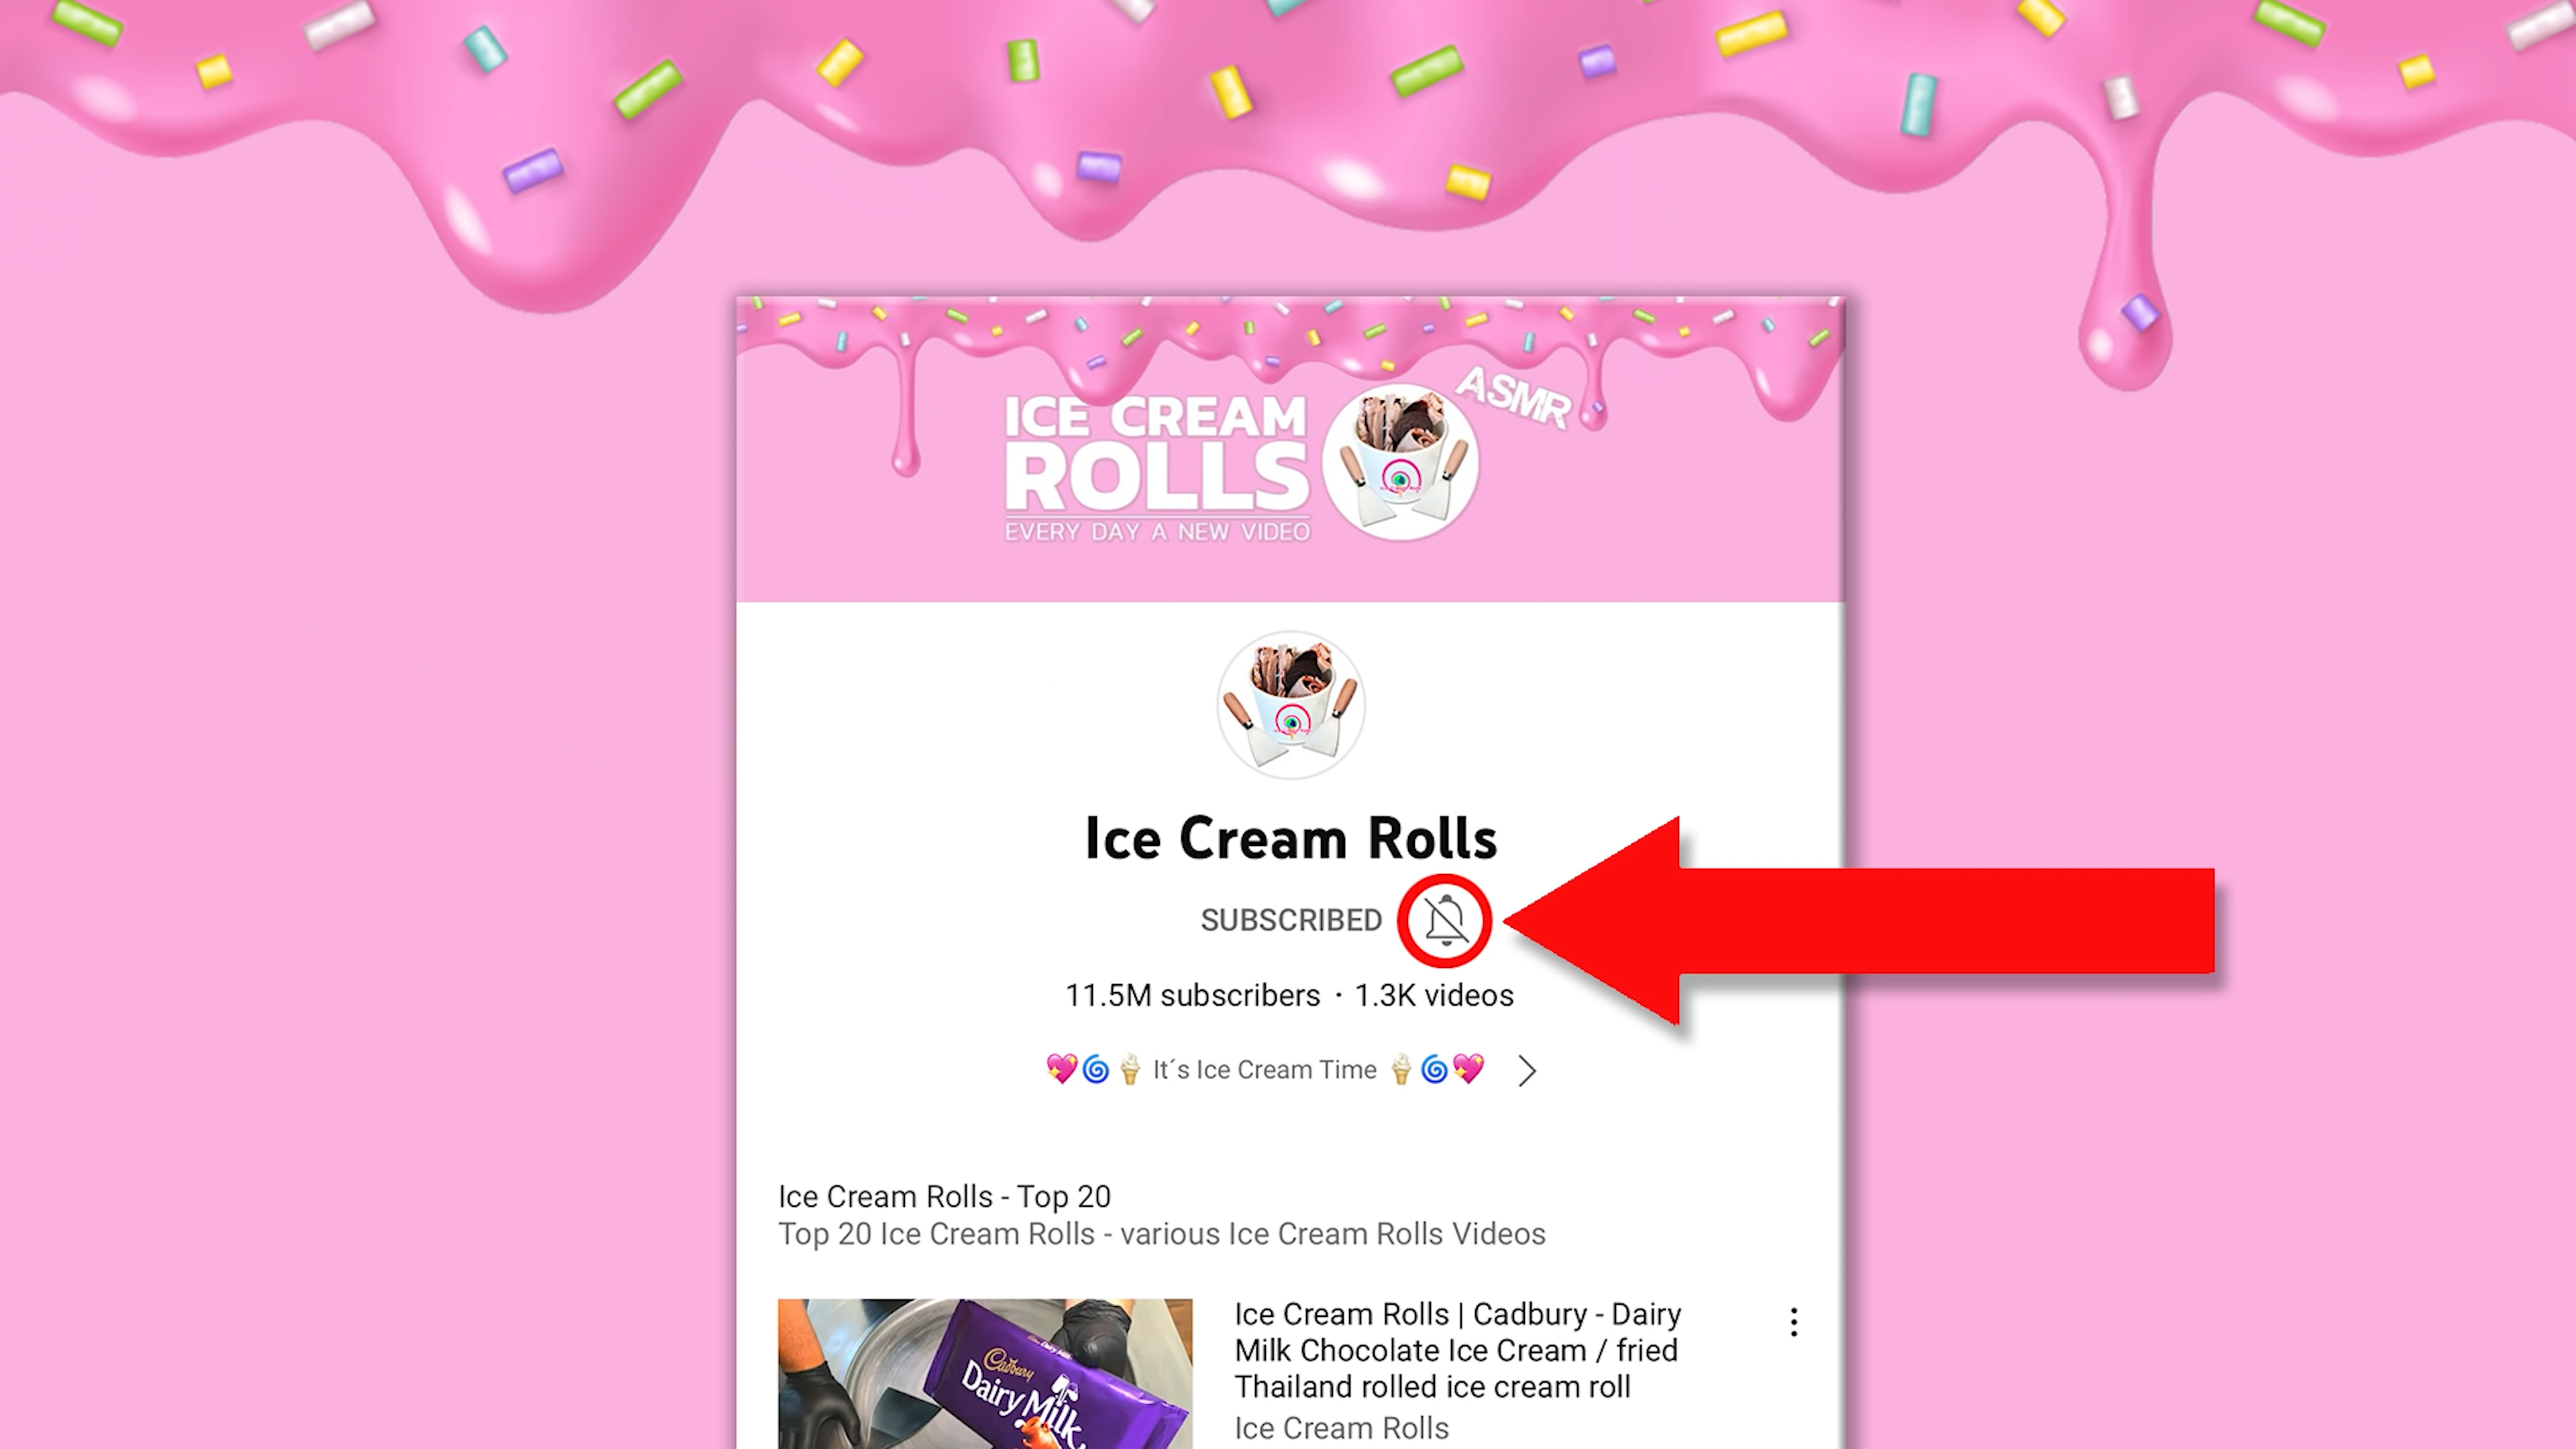 ASMR
ICE CREAM
ROLLS
EVERY DAY A NEW VIDEO
Ice Cream Rolls
SUBSCRIBED
11.5M subscribers · 1.3K videos
💖🌀🍦 It´s Ice Cream Time 🍦🌀💖
Ice Cream Rolls - Top 20
Top 20 Ice Cream Rolls - various Ice Cream Rolls Videos
Ice Cream Rolls | Cadbury - Dairy
Milk Chocolate Ice Cream / fried
Thailand rolled ice cream roll
Ice Cream Rolls
Cadbury
Dairy Milk